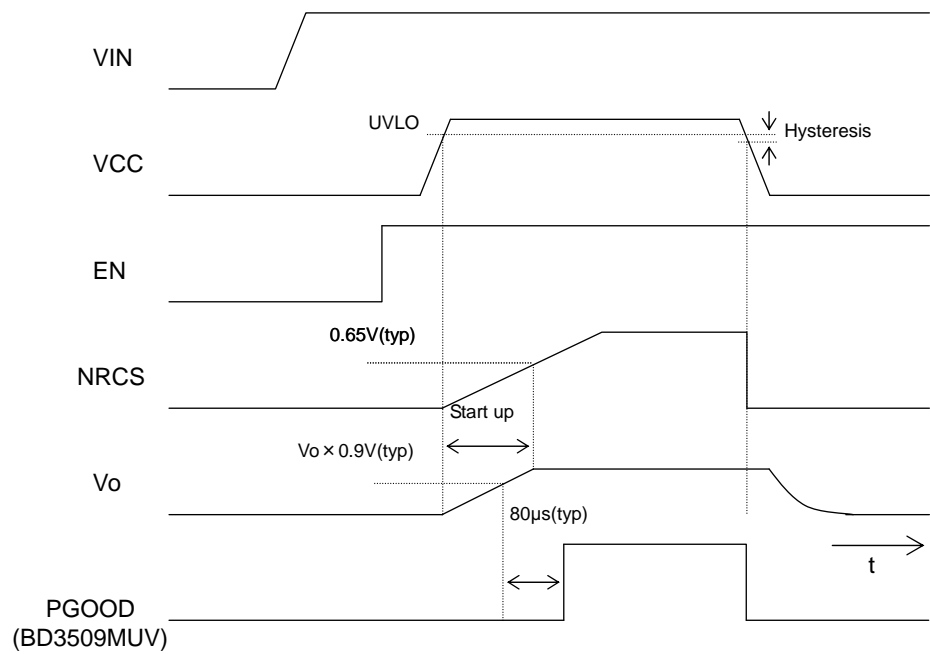 VIN
UVLO
Hysteresis
VCC
EN
0.65V(typ)
NRCS
Start up
Vo×0.9V(typ)
Vo
80µs(typ)
t
PGOOD
(BD3509MUV)